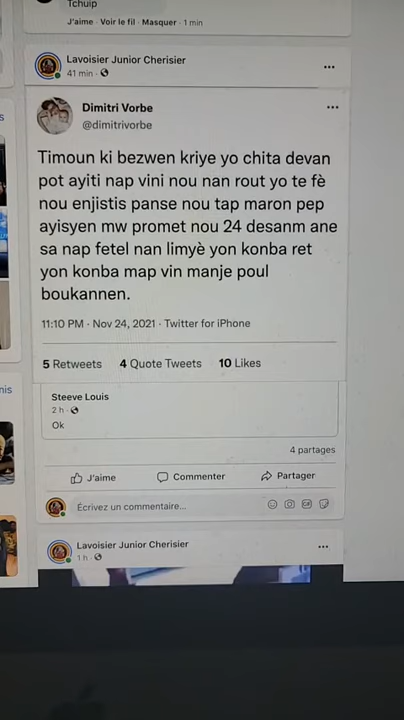 Tchuip
J'aime · Voir le fil · Masquer · 1 min
Lavoisier Junior Cherisier
41 min ·
Dimitri Vorbe
@dimitrivorbe
Timoun ki bezwen kriye yo chita devan
pot ayiti nap vini nou nan rout yo te fè
nou enjistis panse nou tap maron pep
ayisyen mw promet nou 24 desanm ane
sa nap fetel nan limyè yon konba ret
yon konba map vin manje poul
boukannen.
11:10 PM · Nov 24, 2021 · Twitter for iPhone
5 Retweets 4 Quote Tweets 10 Likes
Steeve Louis
2 h ·
Ok
4 partages
J'aime Commenter Partager
Écrivez un commentaire...
Lavoisier Junior Cherisier
1 h ·